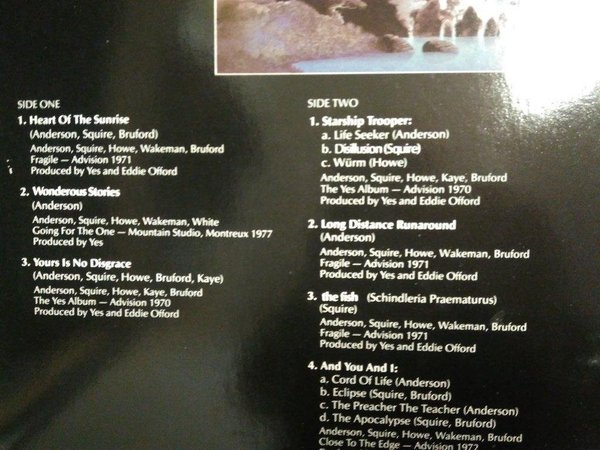 SIDE ONE
1. Heart Of The Sunrise
(Anderson, Squire, Bruford)
Anderson, Squire, Howe, Wakeman, Bruford
Fragile — Advision 1971
Produced by Yes and Eddie Offord
2. Wonderous Stories
(Anderson)
Anderson, Squire, Howe, Wakeman, White
Going For The One — Mountain Studio, Montreux 1977
Produced by Yes
3. Yours Is No Disgrace
(Anderson, Squire, Howe, Bruford, Kaye)
Anderson, Squire, Howe, Kaye, Bruford
The Yes Album — Advision 1970
Produced by Yes and Eddie Offord
SIDE TWO
1. Starship Trooper:
a. Life Seeker (Anderson)
b. Disillusion (Squire)
c. Würm (Howe)
Anderson, Squire, Howe, Kaye, Bruford
The Yes Album — Advision 1970
Produced by Yes and Eddie Offord
2. Long Distance Runaround
(Anderson)
Anderson, Squire, Howe, Wakeman, Bruford
Fragile — Advision 1971
Produced by Yes and Eddie Offord
3. the fish (Schindleria Praematurus)
(Squire)
Anderson, Squire, Howe, Wakeman, Bruford
Fragile — Advision 1971
Produced by Yes and Eddie Offord
4. And You And I:
a. Cord Of Life (Anderson)
b. Eclipse (Squire, Bruford)
c. The Preacher The Teacher (Anderson)
d. The Apocalypse (Squire, Bruford)
Anderson, Squire, Howe, Wakeman, Bruford
Close To The Edge — Advision 1972